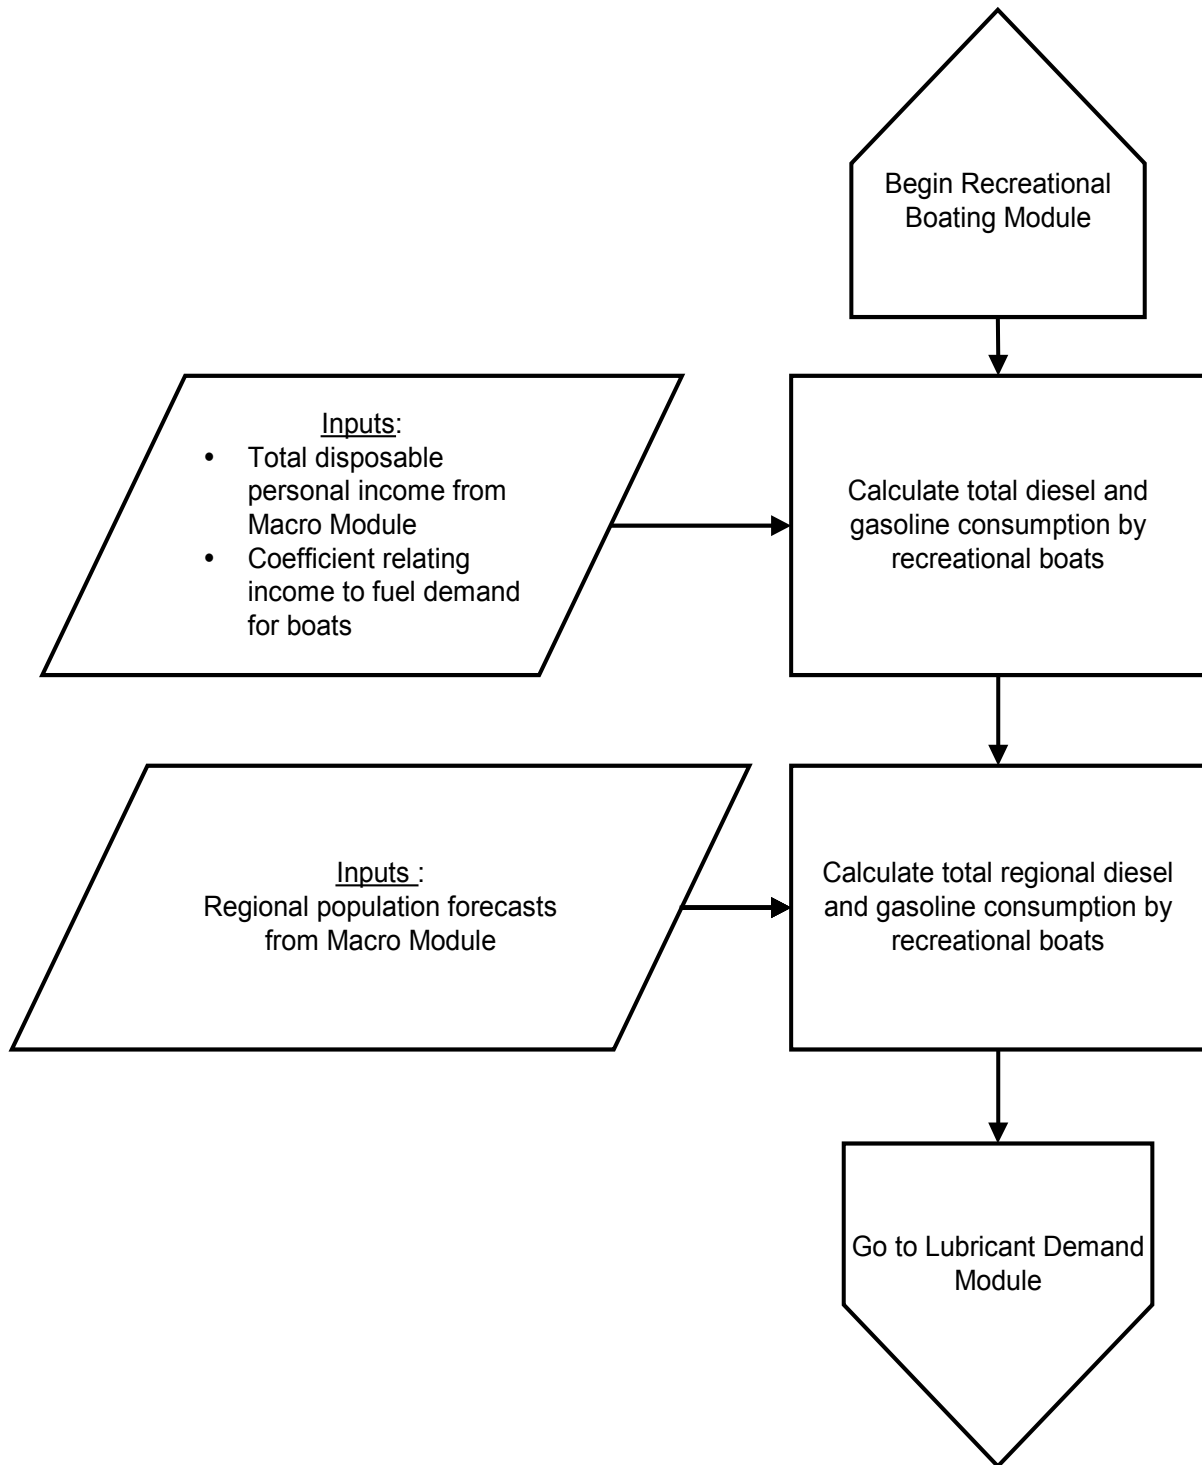 Begin Recreational
Boating Module
Inputs:
• Total disposable
personal income from
Macro Module
• Coefficient relating
income to fuel demand
for boats
Calculate total diesel and
gasoline consumption by
recreational boats
Inputs :
Regional population forecasts
from Macro Module
Calculate total regional diesel
and gasoline consumption by
recreational boats
Go to Lubricant Demand
Module